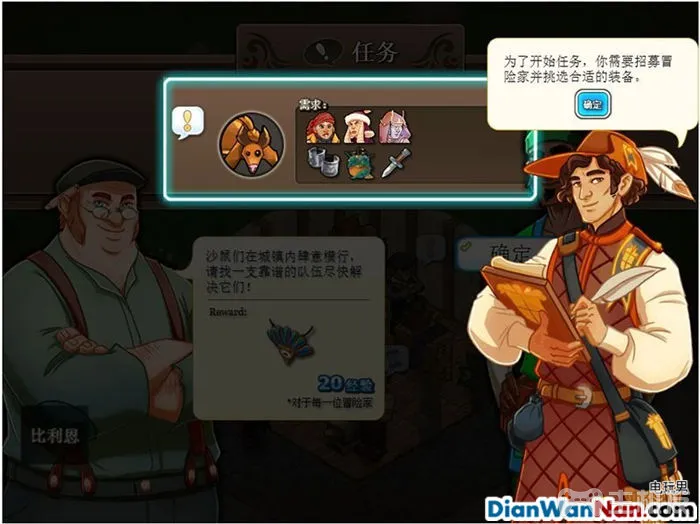 任务
为了开始任务，你需要招募冒
险家并挑选合适的装备。
确定
需求：
沙鼠们在城镇内肆意横行，
请找一支靠谱的队伍尽快解
决它们！
确定
Reward:
20经验
*对于每一位冒险家
比利恩
电玩男
DianWanNan.com